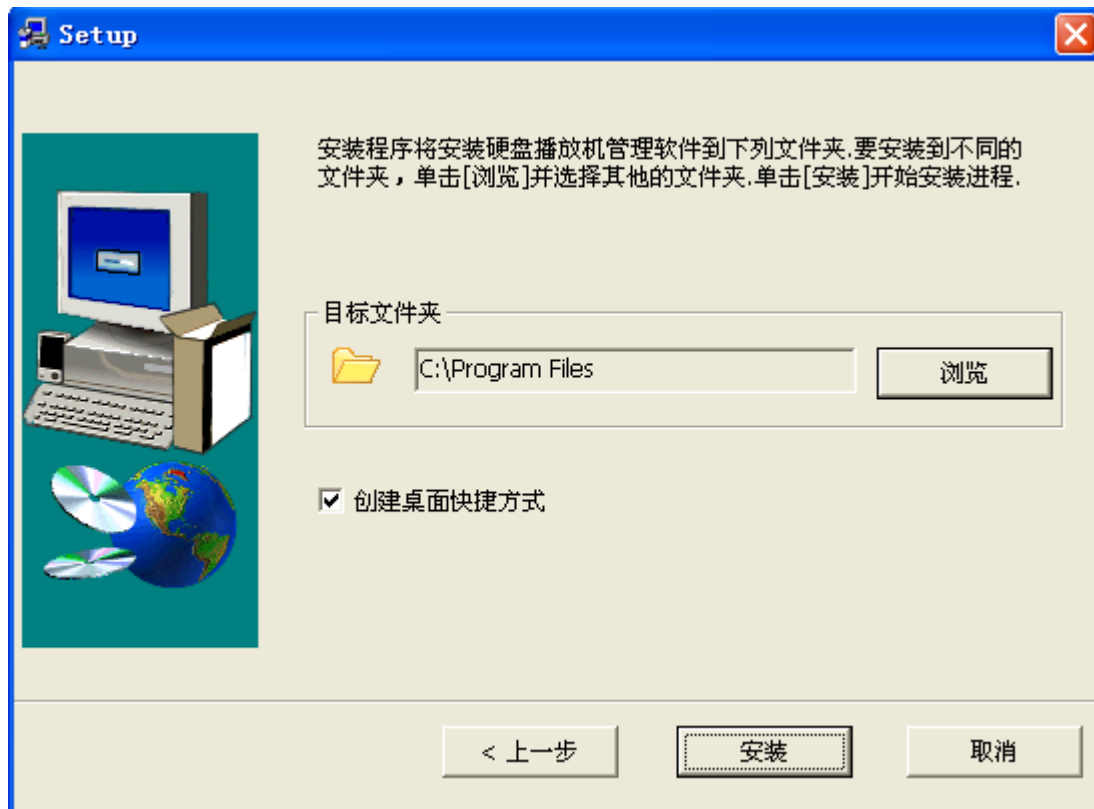 Setup
安装程序将安装硬盘播放机管理软件到下列文件夹.要安装到不同的
文件夹，单击[浏览]并选择其他的文件夹.单击[安装]开始安装进程.
目标文件夹
C:\Program Files
浏览
创建桌面快捷方式
< 上一步
安装
取消